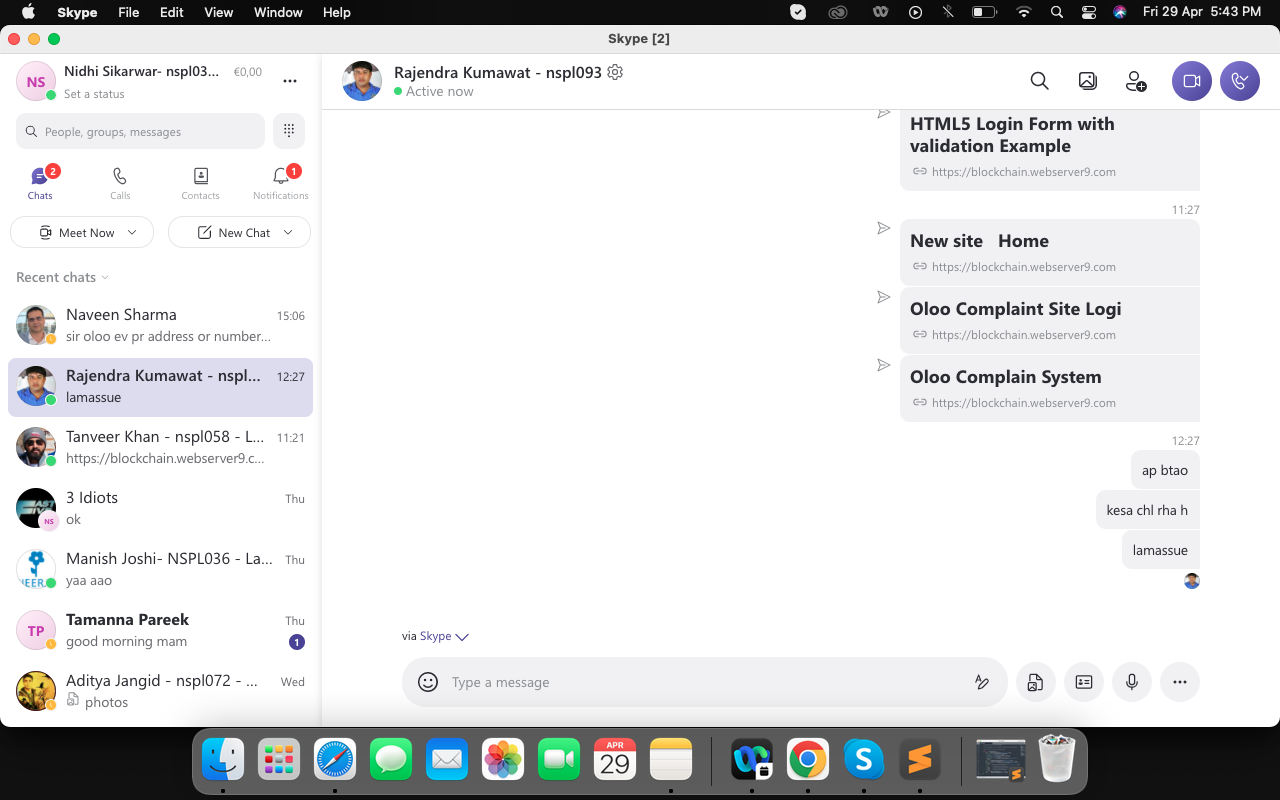 Skype File Edit View Window Help Fri 29 Apr 5:43 PM
Skype [2]
NS Nidhi Sikarwar- nspl03... €0,00
Set a status
People, groups, messages
2 1
Chats Calls Contacts Notifications
Meet Now New Chat
Recent chats
Naveen Sharma 15:06
sir oloo ev pr address or number...
Rajendra Kumawat - nspl... 12:27
lamassue
Tanveer Khan - nspl058 - L... 11:21
https://blockchain.webserver9.c...
3 Idiots Thu
NS ok
Manish Joshi- NSPL036 - La... Thu
yaa aao
TP Tamanna Pareek Thu
good morning mam 1
Aditya Jangid - nspl072 - ... Wed
photos
Rajendra Kumawat - nspl093
Active now
HTML5 Login Form with
validation Example
https://blockchain.webserver9.com
11:27
New site Home
https://blockchain.webserver9.com
Oloo Complaint Site Logi
https://blockchain.webserver9.com
Oloo Complain System
https://blockchain.webserver9.com
12:27
ap btao
kesa chl rha h
lamassue
via Skype
Type a message
APR
29